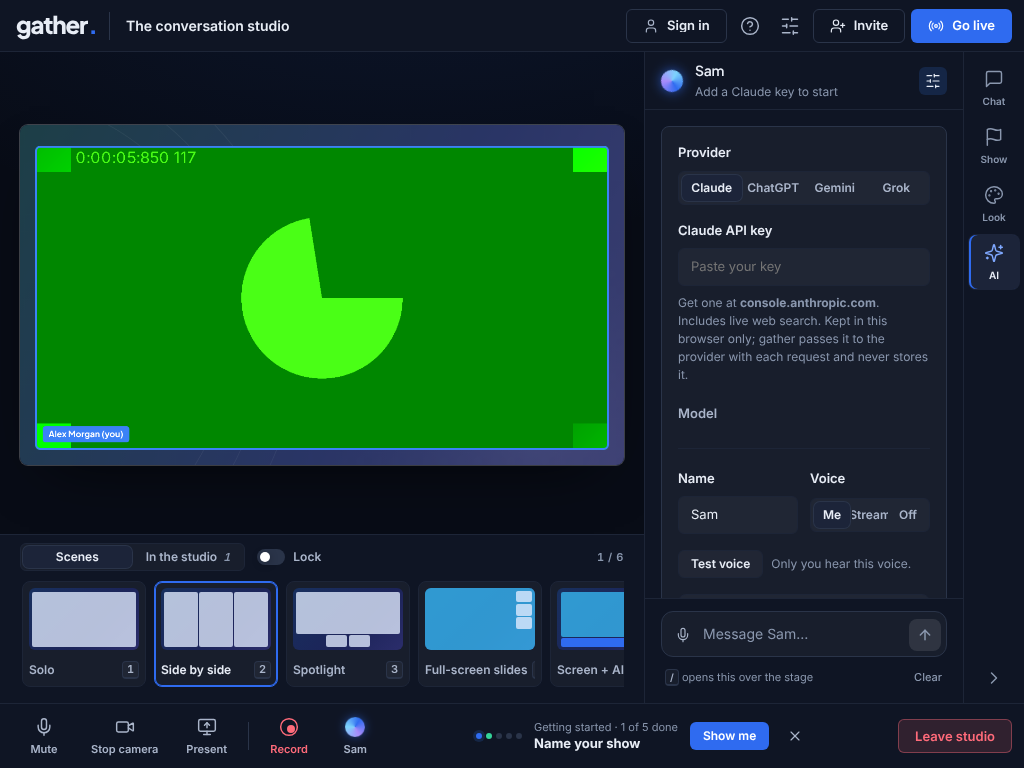 gather.
The conversation studio
Sign in
Invite
Go live
0:00:05:850 117
Alex Morgan (you)
Sam
Add a Claude key to start
Provider
Claude
ChatGPT
Gemini
Grok
Claude API key
Paste your key
Get one at console.anthropic.com.
Includes live web search. Kept in this
browser only; gather passes it to the
provider with each request and never stores
it.
Model
Name
Voice
Sam
Me
Stream
Off
Test voice
Only you hear this voice.
Message Sam...
/ opens this over the stage
Clear
Chat
Show
Look
AI
Scenes
In the studio 1
Lock
1 / 6
Solo 1
Side by side 2
Spotlight 3
Full-screen slides
Screen + AI
Mute
Stop camera
Present
Record
Sam
Getting started · 1 of 5 done
Name your show
Show me
Leave studio